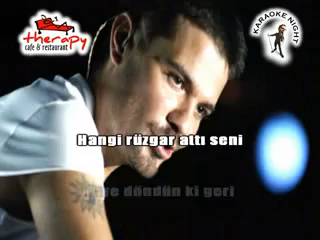 therapy
cafe & restaurant
KARAOKE NIGHT
Hangi rüzgar attı seni
döndün ki geri